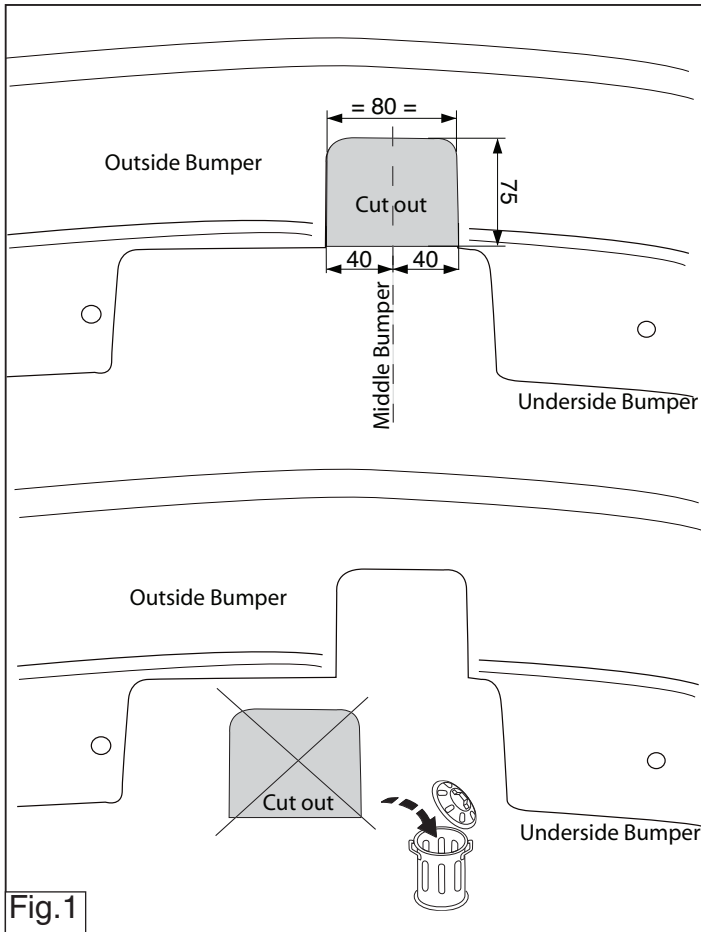 = 80 =
Outside Bumper
75
Cut out
40 40
Middle Bumper
Underside Bumper
Outside Bumper
Cut out
Underside Bumper
Fig.1